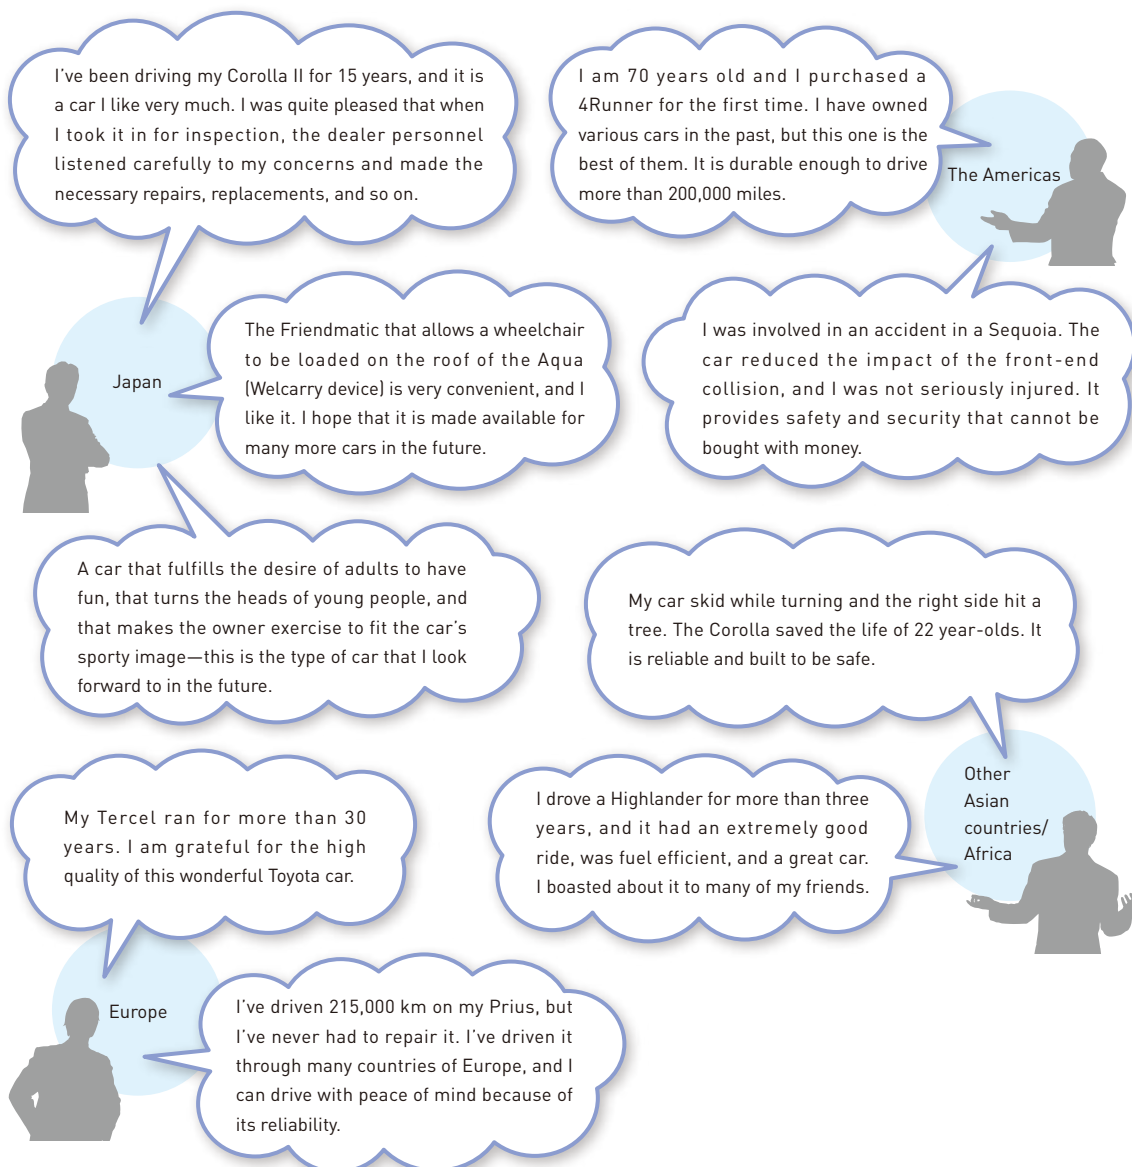 I've been driving my Corolla II for 15 years, and it is
a car I like very much. I was quite pleased that when
I took it in for inspection, the dealer personnel
listened carefully to my concerns and made the
necessary repairs, replacements, and so on.
I am 70 years old and I purchased a
4Runner for the first time. I have owned
various cars in the past, but this one is the
best of them. It is durable enough to drive
more than 200,000 miles.
The Americas
Japan
The Friendmatic that allows a wheelchair
to be loaded on the roof of the Aqua
(Welcarry device) is very convenient, and I
like it. I hope that it is made available for
many more cars in the future.
I was involved in an accident in a Sequoia. The
car reduced the impact of the front-end
collision, and I was not seriously injured. It
provides safety and security that cannot be
bought with money.
A car that fulfills the desire of adults to have
fun, that turns the heads of young people, and
that makes the owner exercise to fit the car's
sporty image—this is the type of car that I look
forward to in the future.
My car skid while turning and the right side hit a
tree. The Corolla saved the life of 22 year-olds. It
is reliable and built to be safe.
My Tercel ran for more than 30
years. I am grateful for the high
quality of this wonderful Toyota car.
I drove a Highlander for more than three
years, and it had an extremely good
ride, was fuel efficient, and a great car.
I boasted about it to many of my friends.
Other
Asian
countries/
Africa
Europe
I've driven 215,000 km on my Prius, but
I've never had to repair it. I've driven it
through many countries of Europe, and I
can drive with peace of mind because of
its reliability.